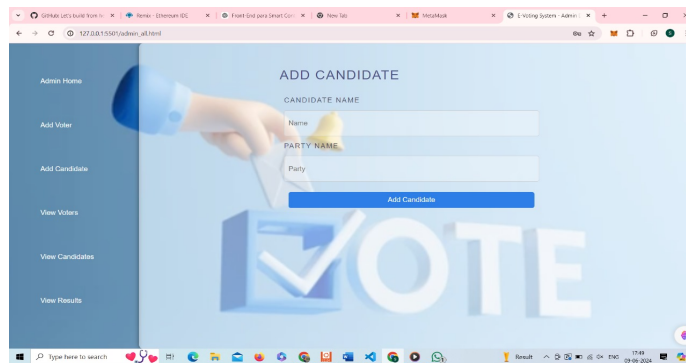 GitHub: Let's build from he
Remix - Ethereum IDE
Front-End para Smart Con
New Tab
MetaMask
E-Voting System - Admin
127.0.0.1:5501/admin_all.html
Admin Home
Add Voter
Add Candidate
View Voters
View Candidates
View Results
ADD CANDIDATE
CANDIDATE NAME
Name
PARTY NAME
Party
Add Candidate
VOTE
Type here to search
Result
ENG
17:49
09-06-2024